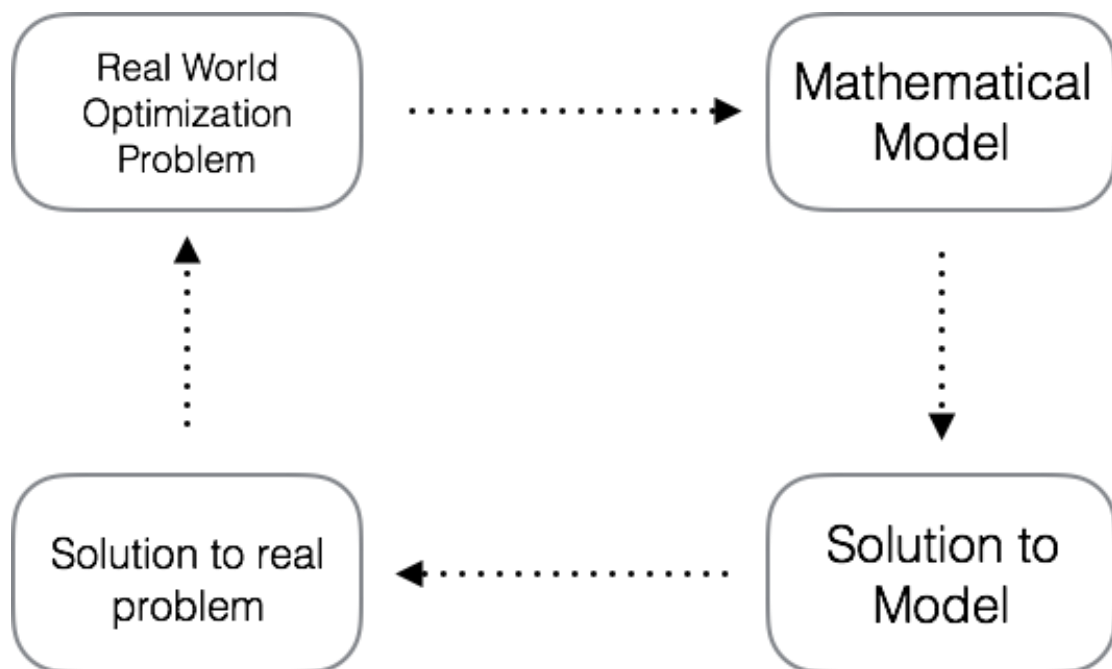 Real World
Optimization
Problem
Mathematical
Model
Solution to real
problem
Solution to
Model